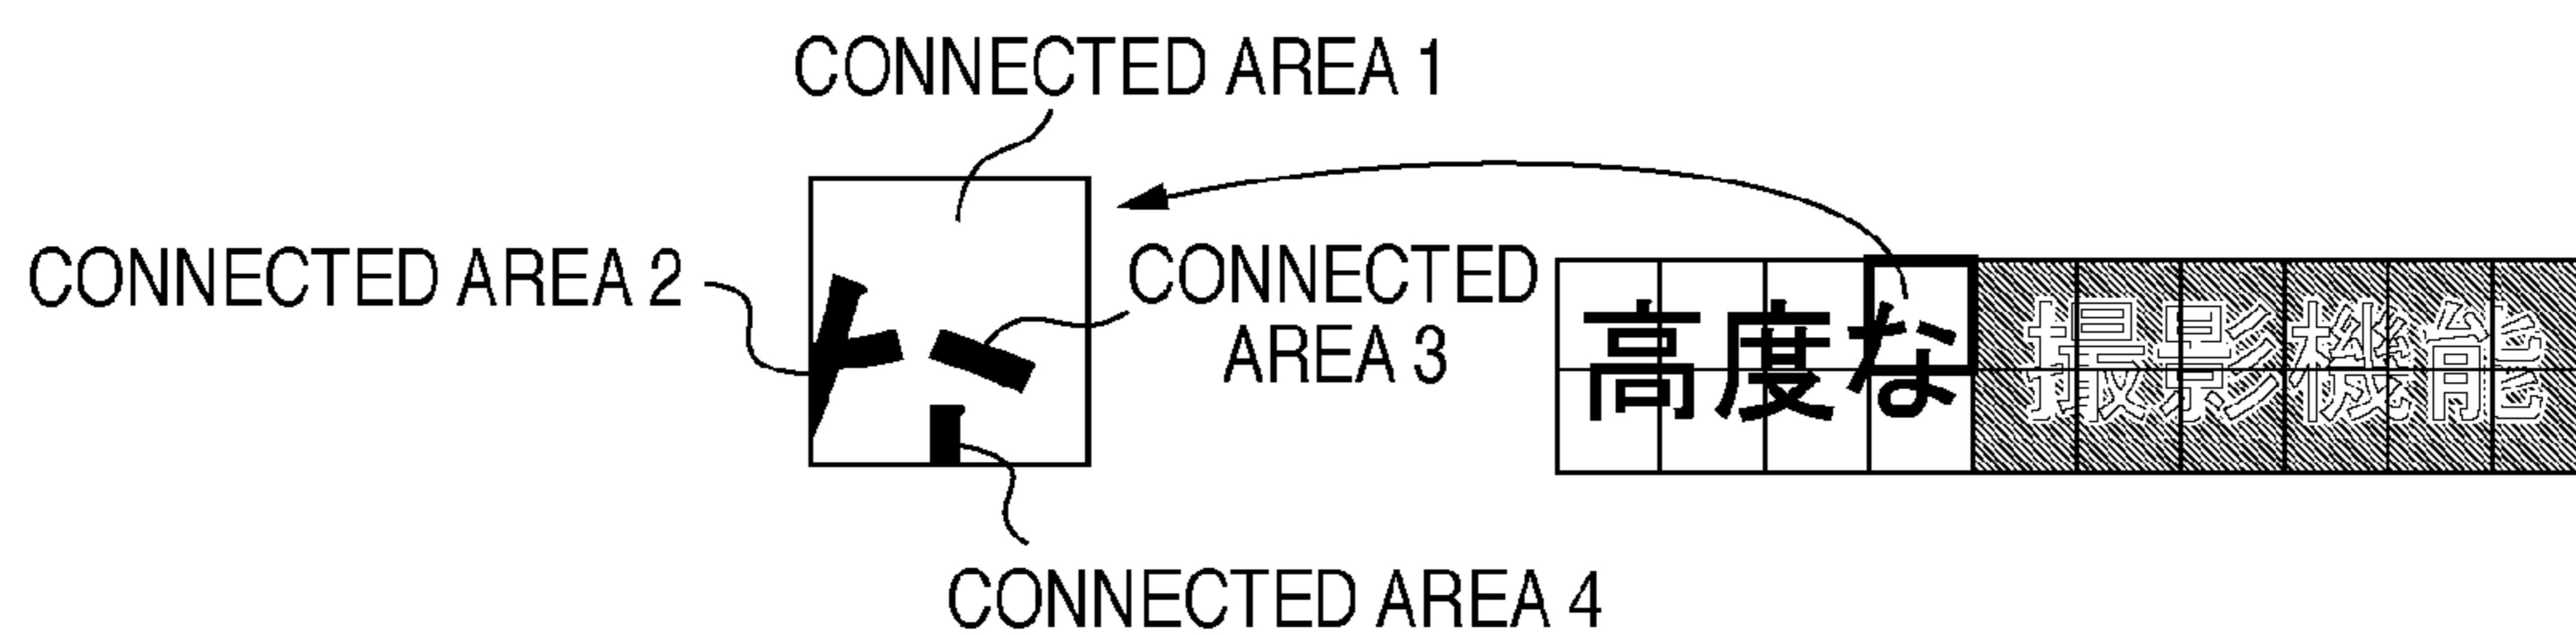 CONNECTED AREA 1
CONNECTED AREA 2
CONNECTED
AREA 3
高度な撮影機能
CONNECTED AREA 4